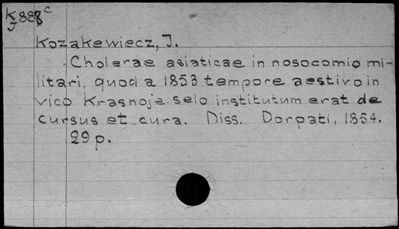 K888c
J
Kozakewiecz, J.
Cholerae asiaticae in nosocomio mi-
litari, quod a 1853 tempore aestivo in
vico Krasnoje selo institutum erat de
cursus et cura. Diss. Dorpati, 1854.
29 p.